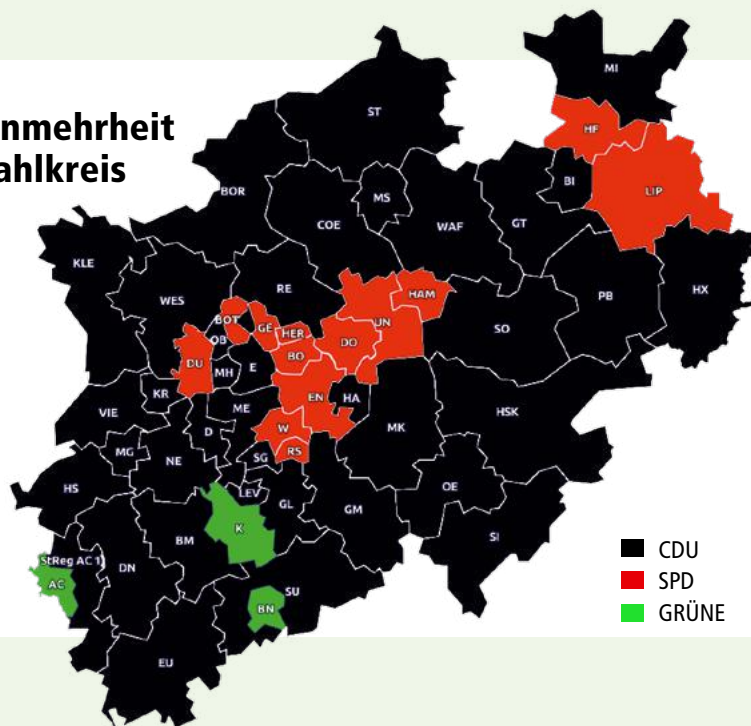 nmehrheit
ahlkreis
MI
ST
HF
BI
LIP
BOR
MS
COE
WAF
GT
KLE
WES
RE
HAM
PB
HX
BOT
GE
HER
UN
SO
OB
DU
BO
DO
MH
E
KR
EN
HA
HSK
VIE
ME
MK
D
W
MG
NE
SG
RS
HS
LEV
GL
OE
K
GM
BM
SI
StReg AC 1
DN
AC
SU
BN
EU
CDU
SPD
GRÜNE